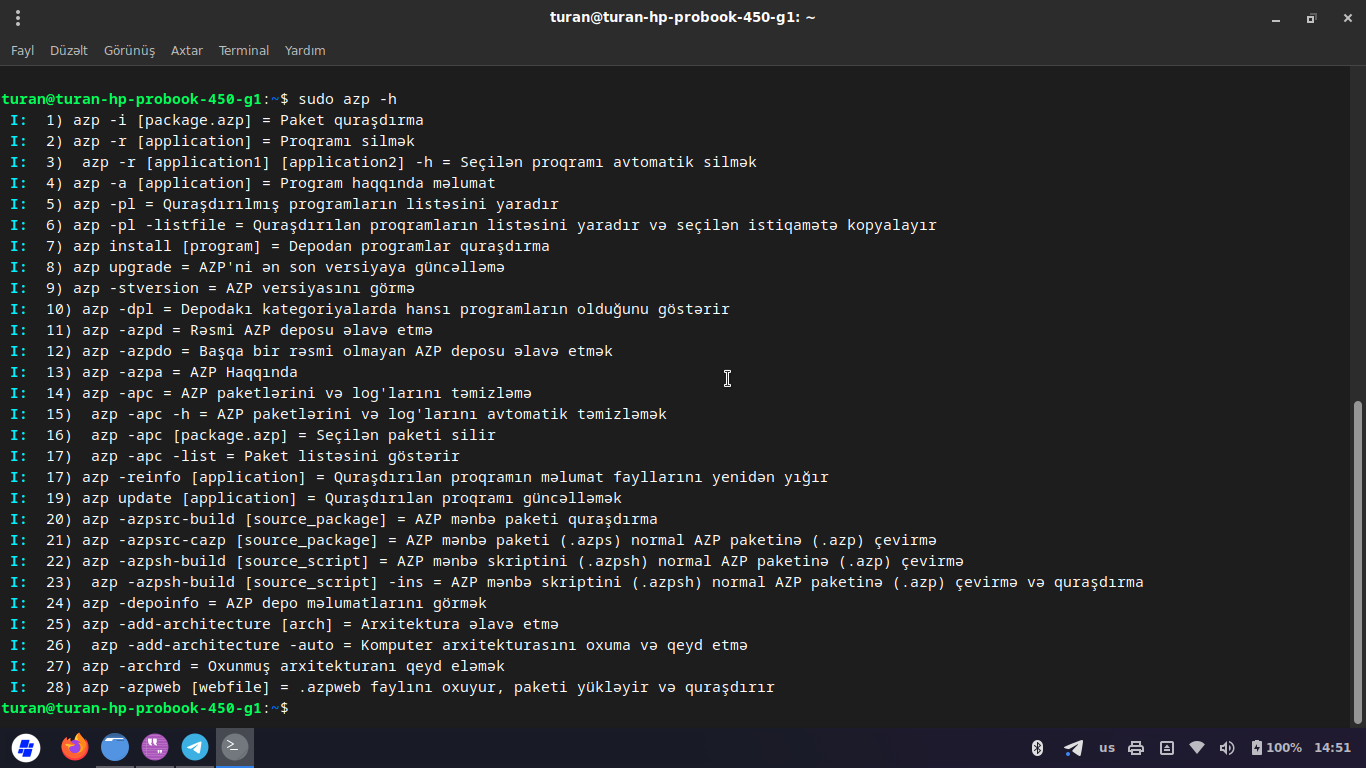 turan@turan-hp-probook-450-g1: ~
Fayl Düzəlt Görünüş Axtar Terminal Yardım
turan@turan-hp-probook-450-g1:~$ sudo azp -h
I: 1) azp -i [package.azp] = Paket quraşdırma
I: 2) azp -r [application] = Proqramı silmək
I: 3) azp -r [application1] [application2] -h = Seçilən proqramı avtomatik silmək
I: 4) azp -a [application] = Program haqqında məlumat
I: 5) azp -pl = Quraşdırılmış programların listəsini yaradır
I: 6) azp -pl -listfile = Quraşdırılan proqramların listəsini yaradır və seçilən istiqamətə kopyalayır
I: 7) azp install [program] = Depodan programlar quraşdırma
I: 8) azp upgrade = AZP'ni ən son versiyaya güncəlləmə
I: 9) azp -stversion = AZP versiyasını görmə
I: 10) azp -dpl = Depodakı kategoriyalarda hansı programların olduğunu göstərir
I: 11) azp -azpd = Rəsmi AZP deposu əlavə etmə
I: 12) azp -azpdo = Başqa bir rəsmi olmayan AZP deposu əlavə etmək
I: 13) azp -azpa = AZP Haqqında
I: 14) azp -apc = AZP paketlərini və log'larını təmizləmə
I: 15) azp -apc -h = AZP paketlərini və log'larını avtomatik təmizləmək
I: 16) azp -apc [package.azp] = Seçilən paketi silir
I: 17) azp -apc -list = Paket listəsini göstərir
I: 17) azp -reinfo [application] = Quraşdırılan proqramın məlumat fayllarını yenidən yığır
I: 19) azp update [application] = Quraşdırılan proqramı güncəlləmək
I: 20) azp -azpsrc-build [source_package] = AZP mənbə paketi quraşdırma
I: 21) azp -azpsrc-cazp [source_package] = AZP mənbə paketi (.azps) normal AZP paketinə (.azp) çevirmə
I: 22) azp -azpsh-build [source_script] = AZP mənbə skriptini (.azpsh) normal AZP paketinə (.azp) çevirmə
I: 23) azp -azpsh-build [source_script] -ins = AZP mənbə skriptini (.azpsh) normal AZP paketinə (.azp) çevirmə və quraşdırma
I: 24) azp -depoinfo = AZP depo məlumatlarını görmək
I: 25) azp -add-architecture [arch] = Arxitektura əlavə etmə
I: 26) azp -add-architecture -auto = Komputer arxitekturasını oxuma və qeyd etmə
I: 27) azp -archrd = Oxunmuş arxitekturanı qeyd eləmək
I: 28) azp -azpweb [webfile] = .azpweb faylını oxuyur, paketi yükləyir və quraşdırır
turan@turan-hp-probook-450-g1:~$
us 100% 14:51